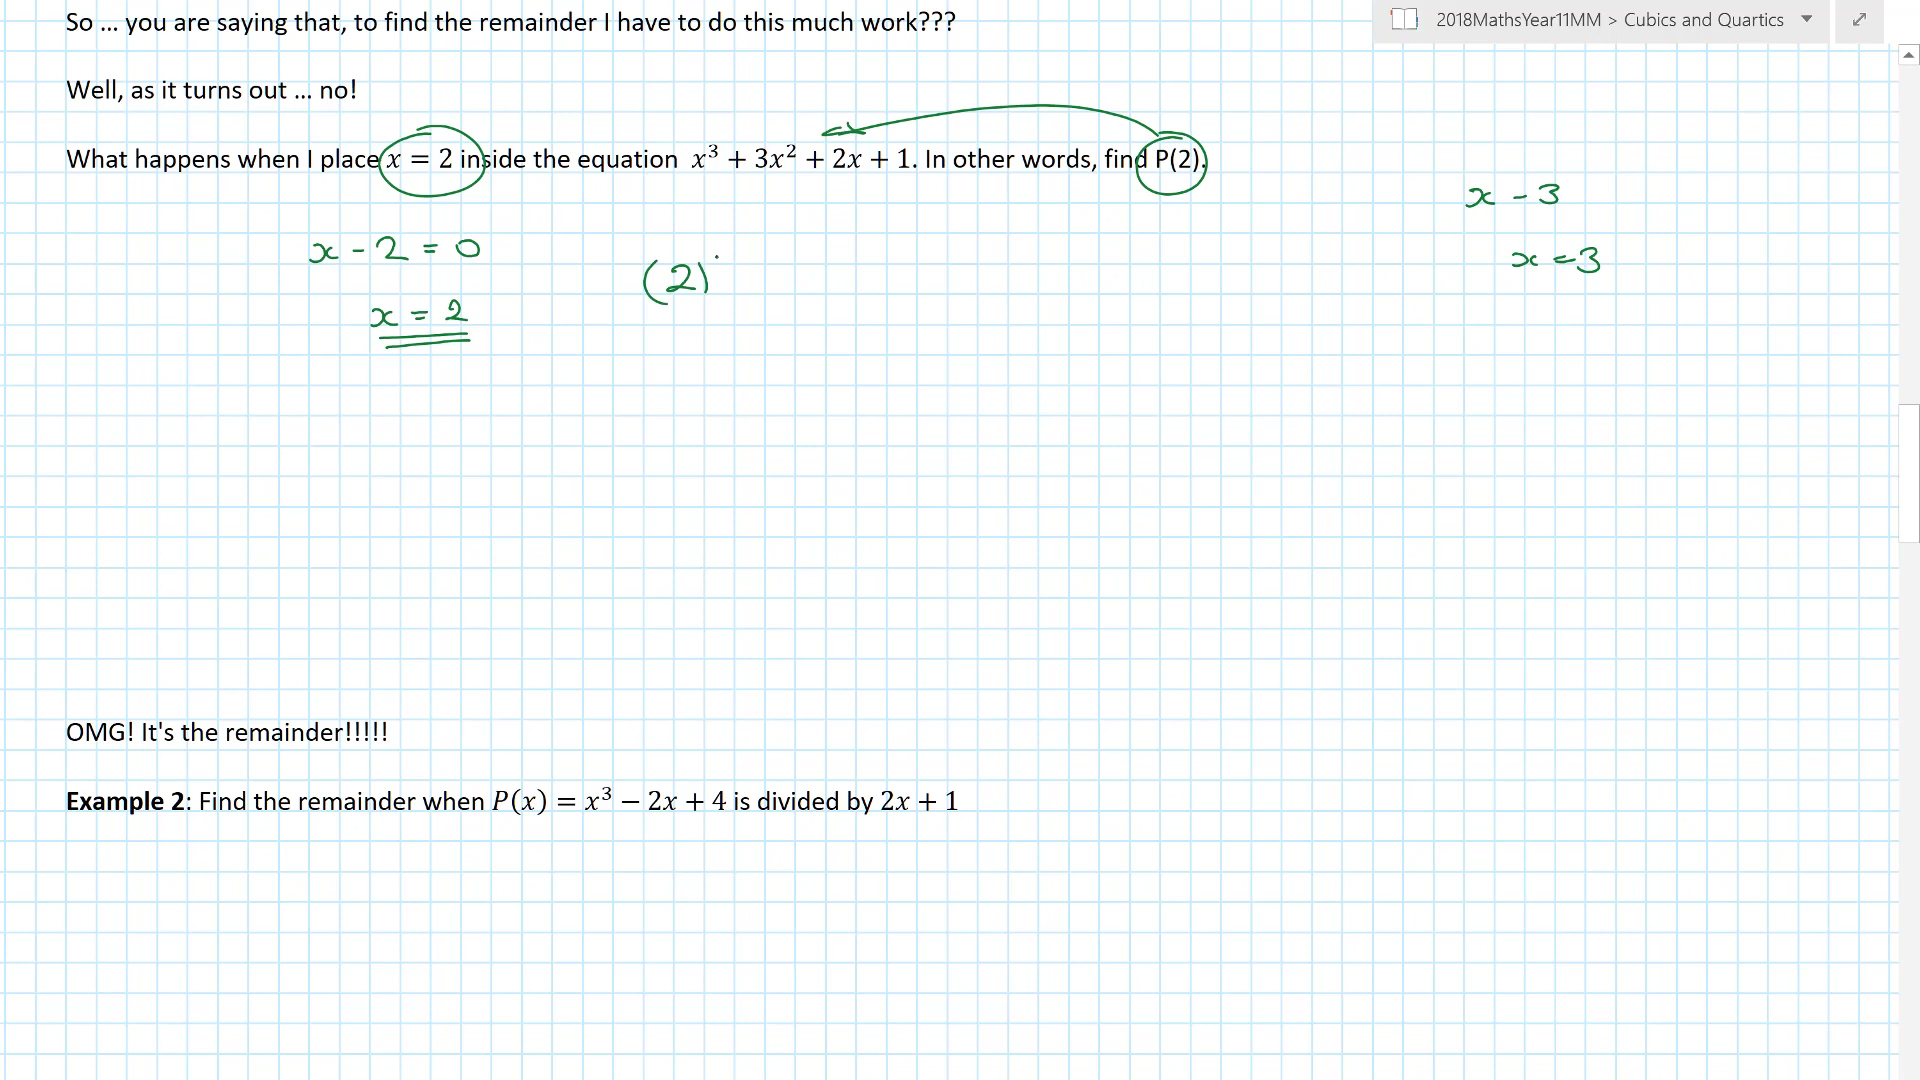 So ... you are saying that, to find the remainder I have to do this much work???
2018MathsYear11MM > Cubics and Quartics
Well, as it turns out ... no!
What happens when I place x = 2 inside the equation x³ + 3x² + 2x + 1. In other words, find P(2).
x - 3
x - 2 = 0
(2)
x = 3
x = 2
OMG! It's the remainder!!!!!
Example 2: Find the remainder when P(x) = x³ − 2x + 4 is divided by 2x + 1